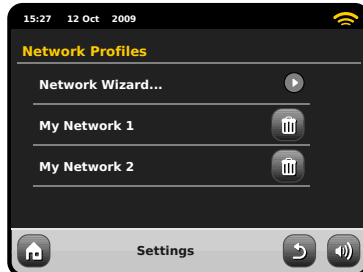 15:27 12 Oct 2009
Network Profiles
Network Wizard...
My Network 1
My Network 2
Settings